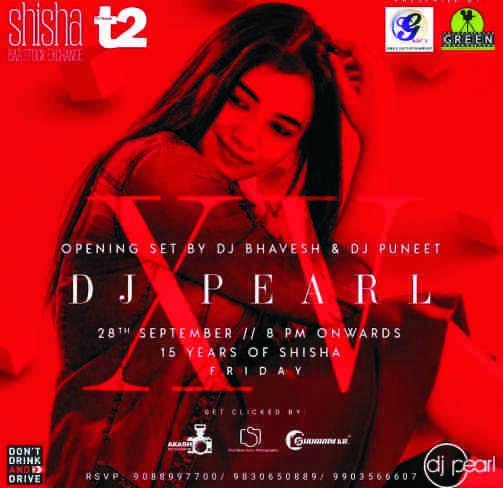 shisha
BAR STOCK EXCHANGE
t2
GREEN
XV
OPENING SET BY DJ BHAVESH & DJ PUNEET
DJ PEARL
28TH SEPTEMBER // 8 PM ONWARDS
15 YEARS OF SHISHA
FRIDAY
GET CLICKED BY
AKASH
DON'T
DRINK
AND
DRIVE
dj pearl
RSVP: 9088997700/ 9830650889/ 9903566607